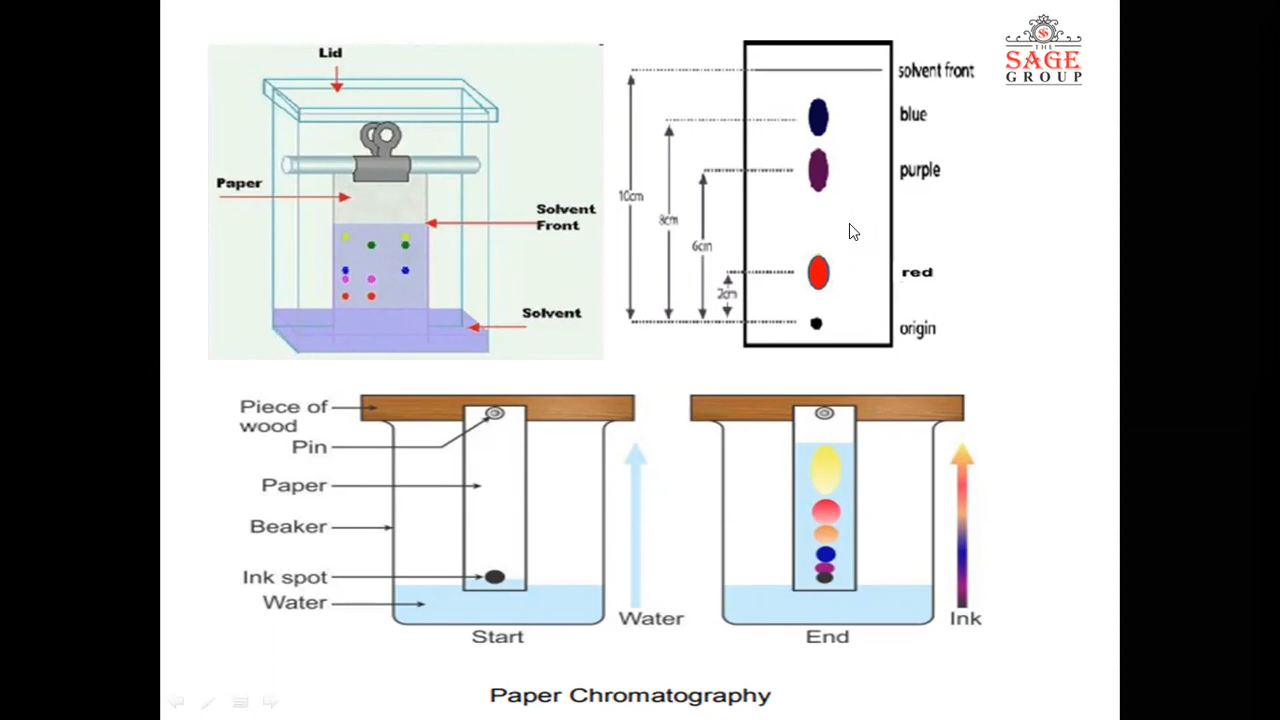 THE
SAGE
GROUP
Lid
Paper
Solvent
Front
Solvent
solvent front
blue
purple
red
origin
10cm
8cm
6cm
2cm
Piece of
wood
Pin
Paper
Beaker
Ink spot
Water
Start
Water
End
Ink
Paper Chromatography